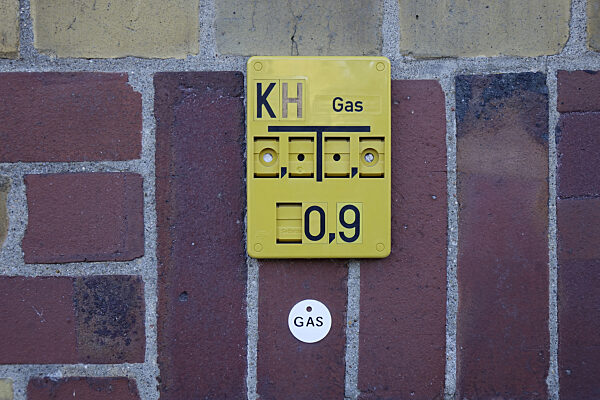 KH Gas
, ,
0,9
GAS